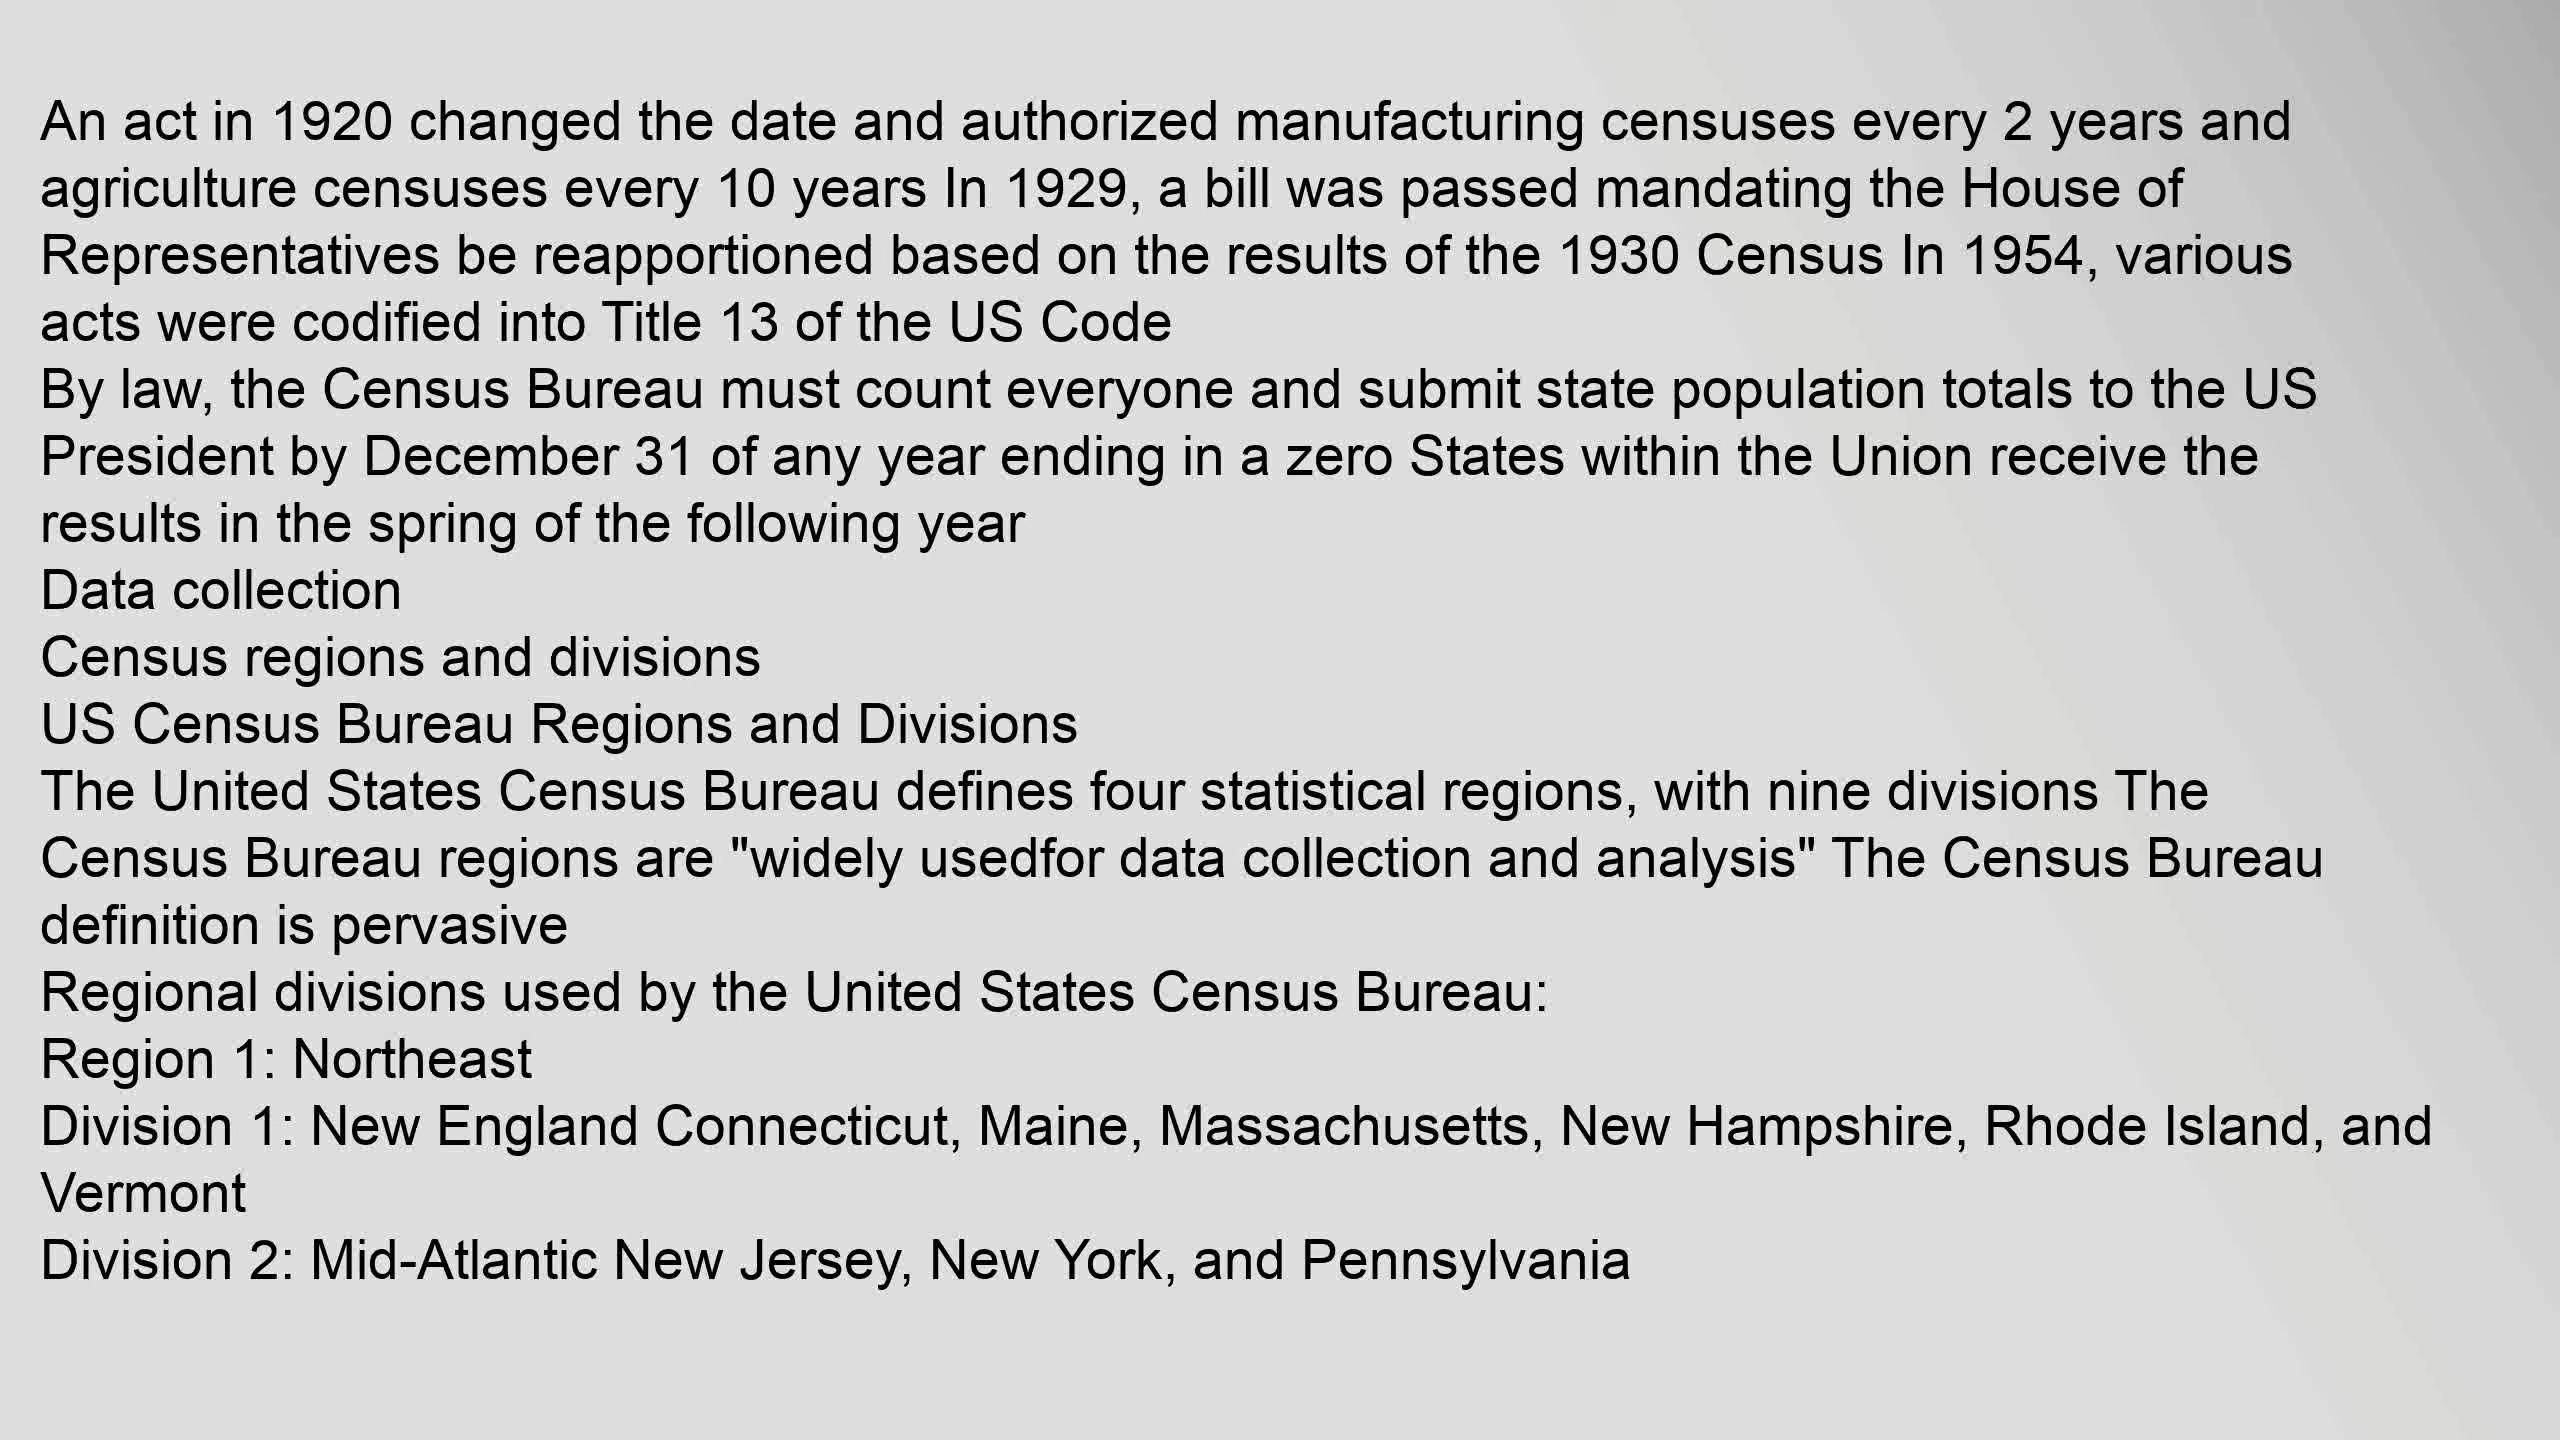 An act in 1920 changed the date and authorized manufacturing censuses every 2 years and
agriculture censuses every 10 years In 1929, a bill was passed mandating the House of
Representatives be reapportioned based on the results of the 1930 Census In 1954, various
acts were codified into Title 13 of the US Code
By law, the Census Bureau must count everyone and submit state population totals to the US
President by December 31 of any year ending in a zero States within the Union receive the
results in the spring of the following year
Data collection
Census regions and divisions
US Census Bureau Regions and Divisions
The United States Census Bureau defines four statistical regions, with nine divisions The
Census Bureau regions are "widely usedfor data collection and analysis" The Census Bureau
definition is pervasive
Regional divisions used by the United States Census Bureau:
Region 1: Northeast
Division 1: New England Connecticut, Maine, Massachusetts, New Hampshire, Rhode Island, and
Vermont
Division 2: Mid-Atlantic New Jersey, New York, and Pennsylvania